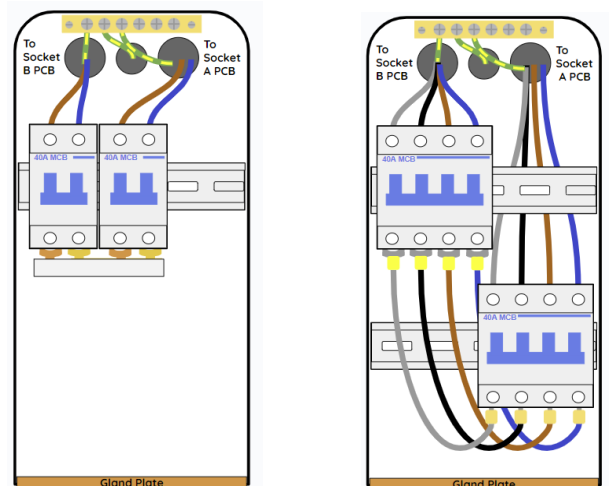 To
Socket
B PCB
To
Socket
A PCB
40A MCB
40A MCB
Gland Plate
To
Socket
B PCB
To
Socket
A PCB
40A MCB
40A MCB
Gland Plate